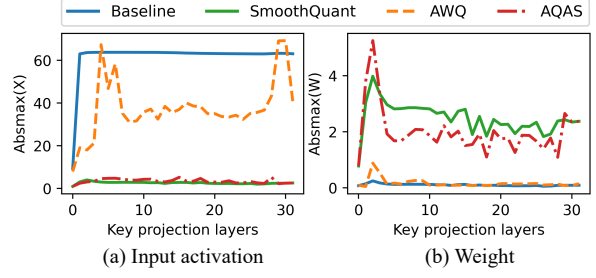 Baseline SmoothQuant AWQ AQAS
Absmax(X)
60
40
20
0
0 10 20 30
Key projection layers
(a) Input activation
Absmax(W)
4
2
0
0 10 20 30
Key projection layers
(b) Weight